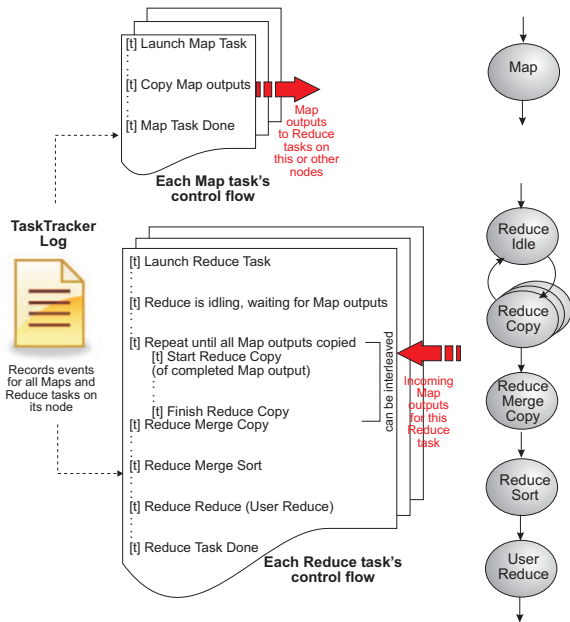 [t] Launch Map Task
[t] Copy Map outputs
[t] Map Task Done
Map
outputs
to Reduce
tasks on
this or other
nodes
Each Map task's
control flow
Map
TaskTracker
Log
Records events
for all Maps and
Reduce tasks on
its node
[t] Launch Reduce Task
[t] Reduce is idling, waiting for Map outputs
[t] Repeat until all Map outputs copied
[t] Start Reduce Copy
(of completed Map output)
[t] Finish Reduce Copy
[t] Reduce Merge Copy
[t] Reduce Merge Sort
[t] Reduce Reduce (User Reduce)
[t] Reduce Task Done
can be interleaved
Incoming
Map
outputs
for this
Reduce
task
Each Reduce task's
control flow
Reduce
Idle
Reduce
Copy
Reduce
Merge
Copy
Reduce
Sort
User
Reduce